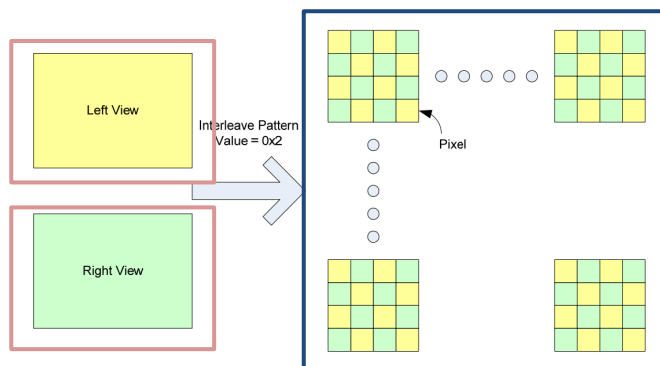 Left View
Interleave Pattern
Value = 0x2
Pixel
Right View